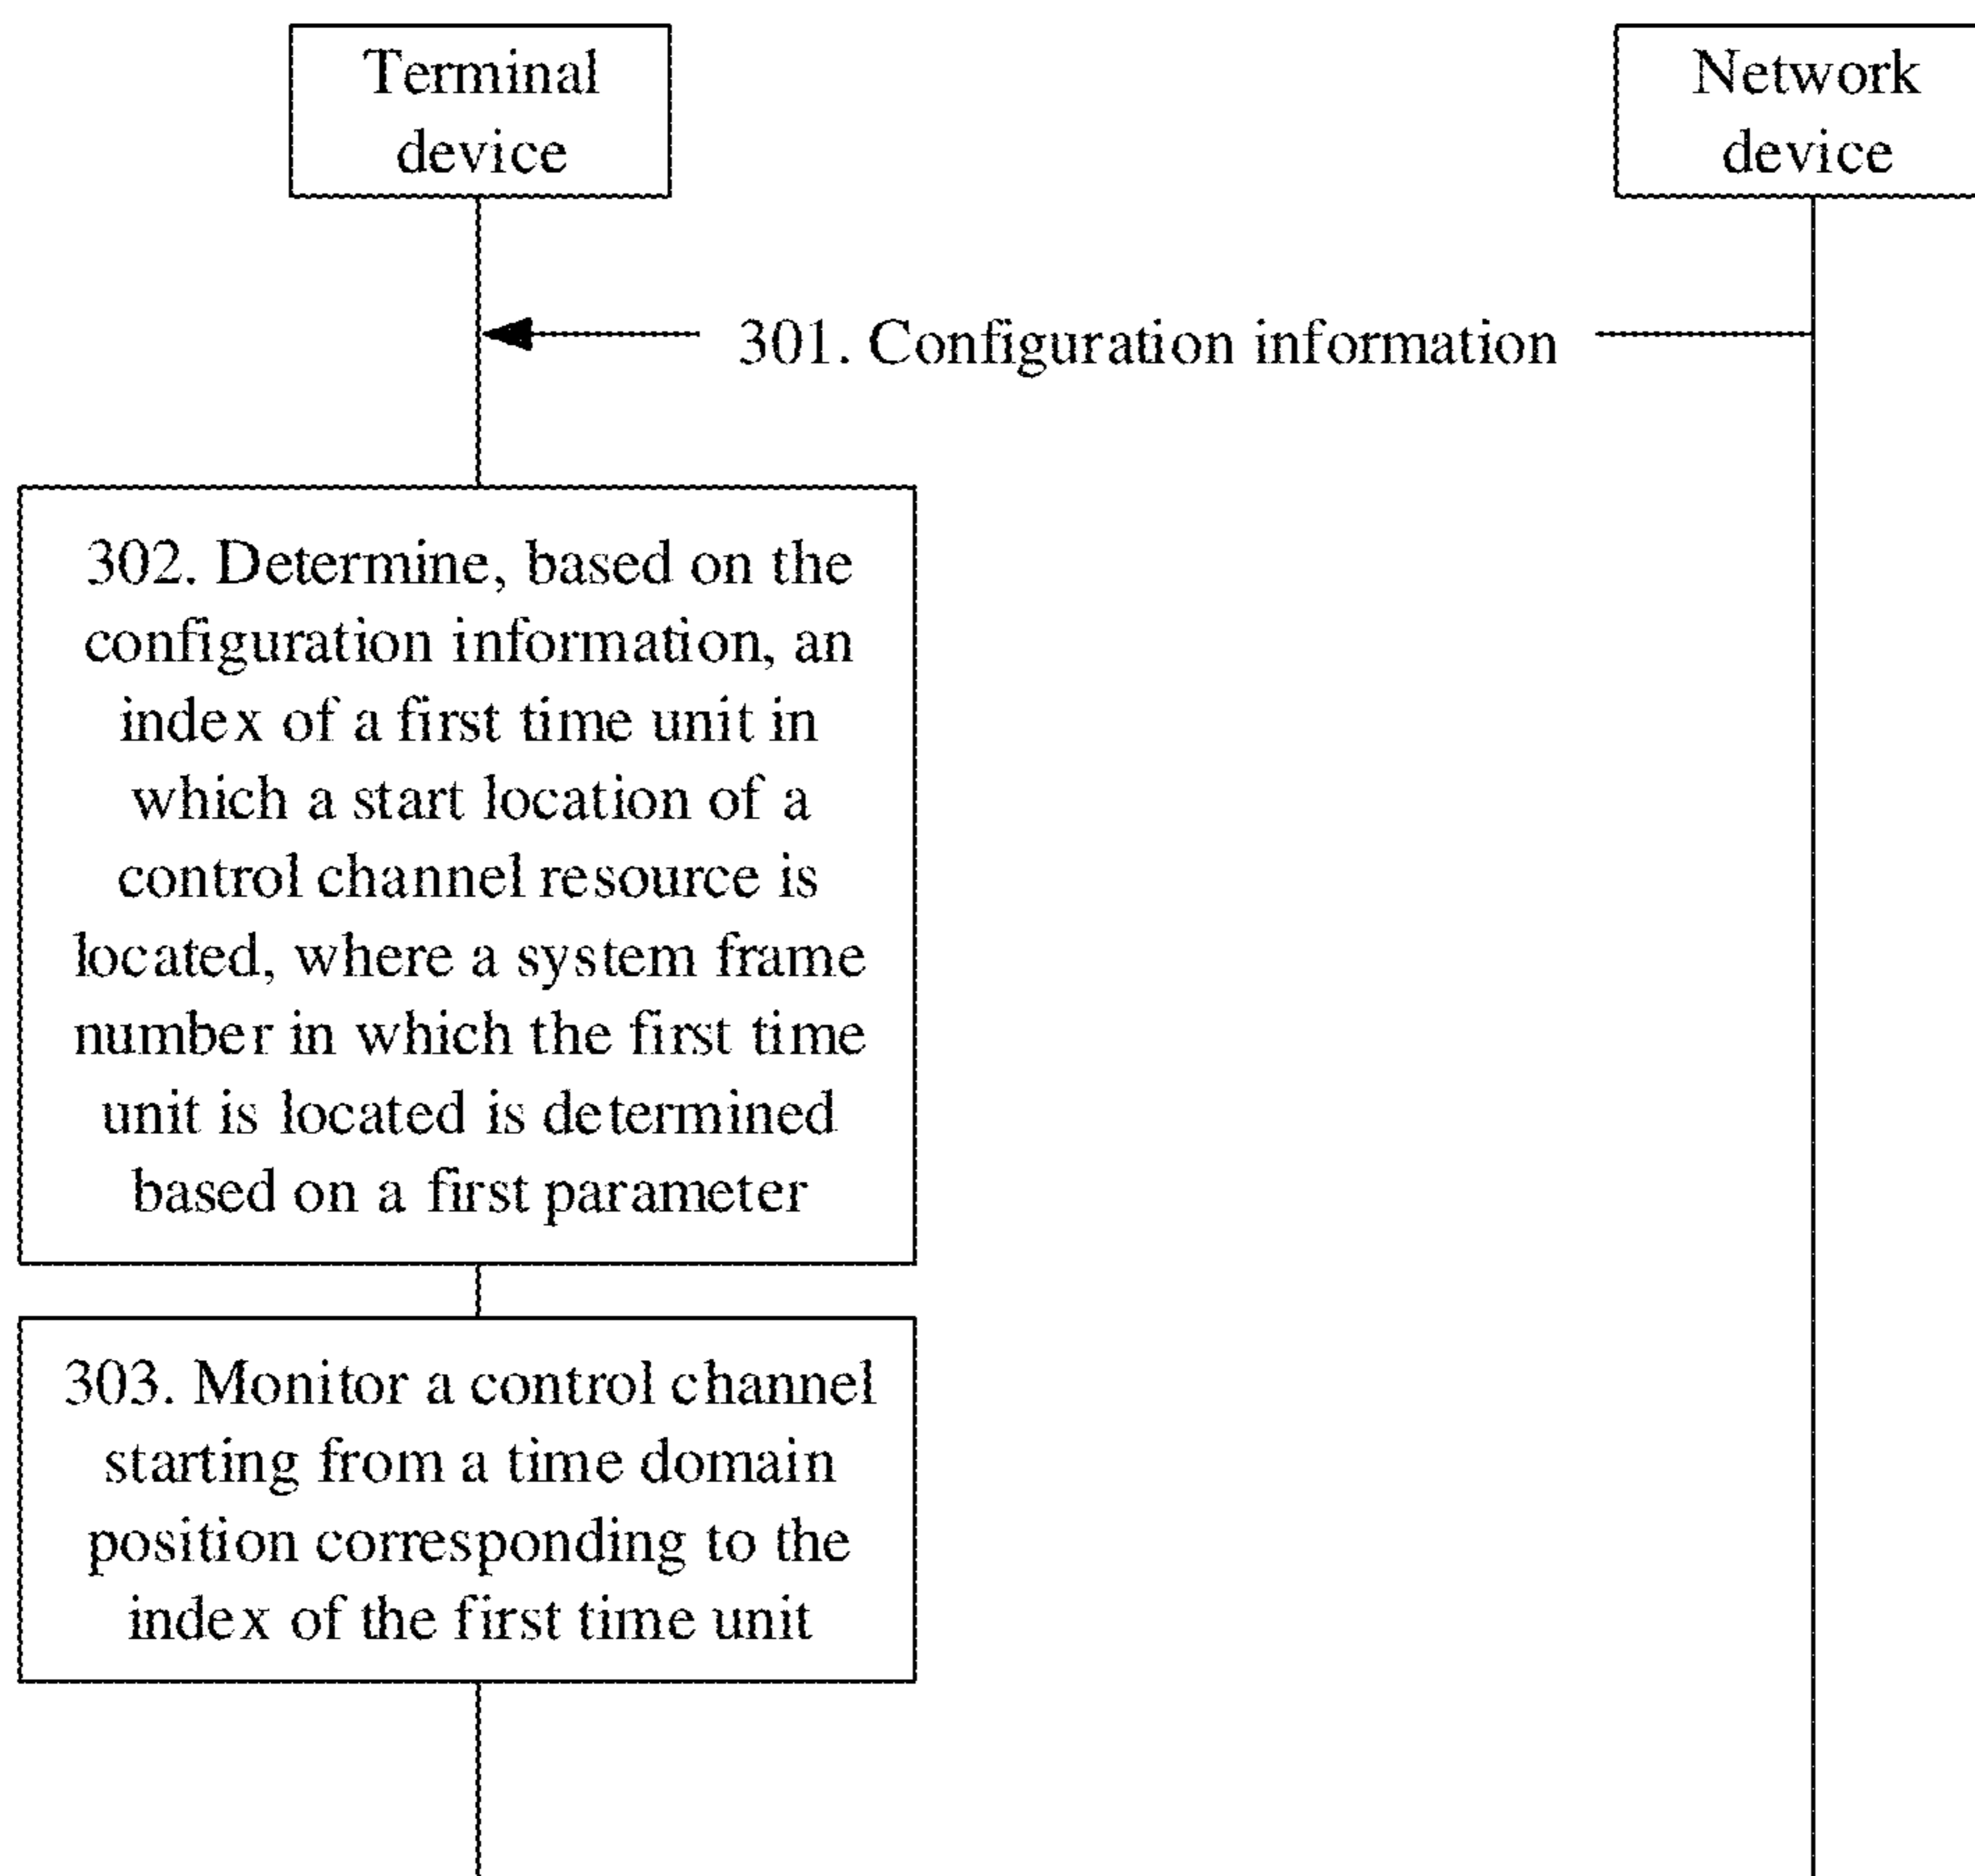 Terminal
device
Network
device
301. Configuration information
302. Determine, based on the
configuration information, an
index of a first time unit in
which a start location of a
control channel resource is
located, where a system frame
number in which the first time
unit is located is determined
based on a first parameter
303. Monitor a control channel
starting from a time domain
position corresponding to the
index of the first time unit